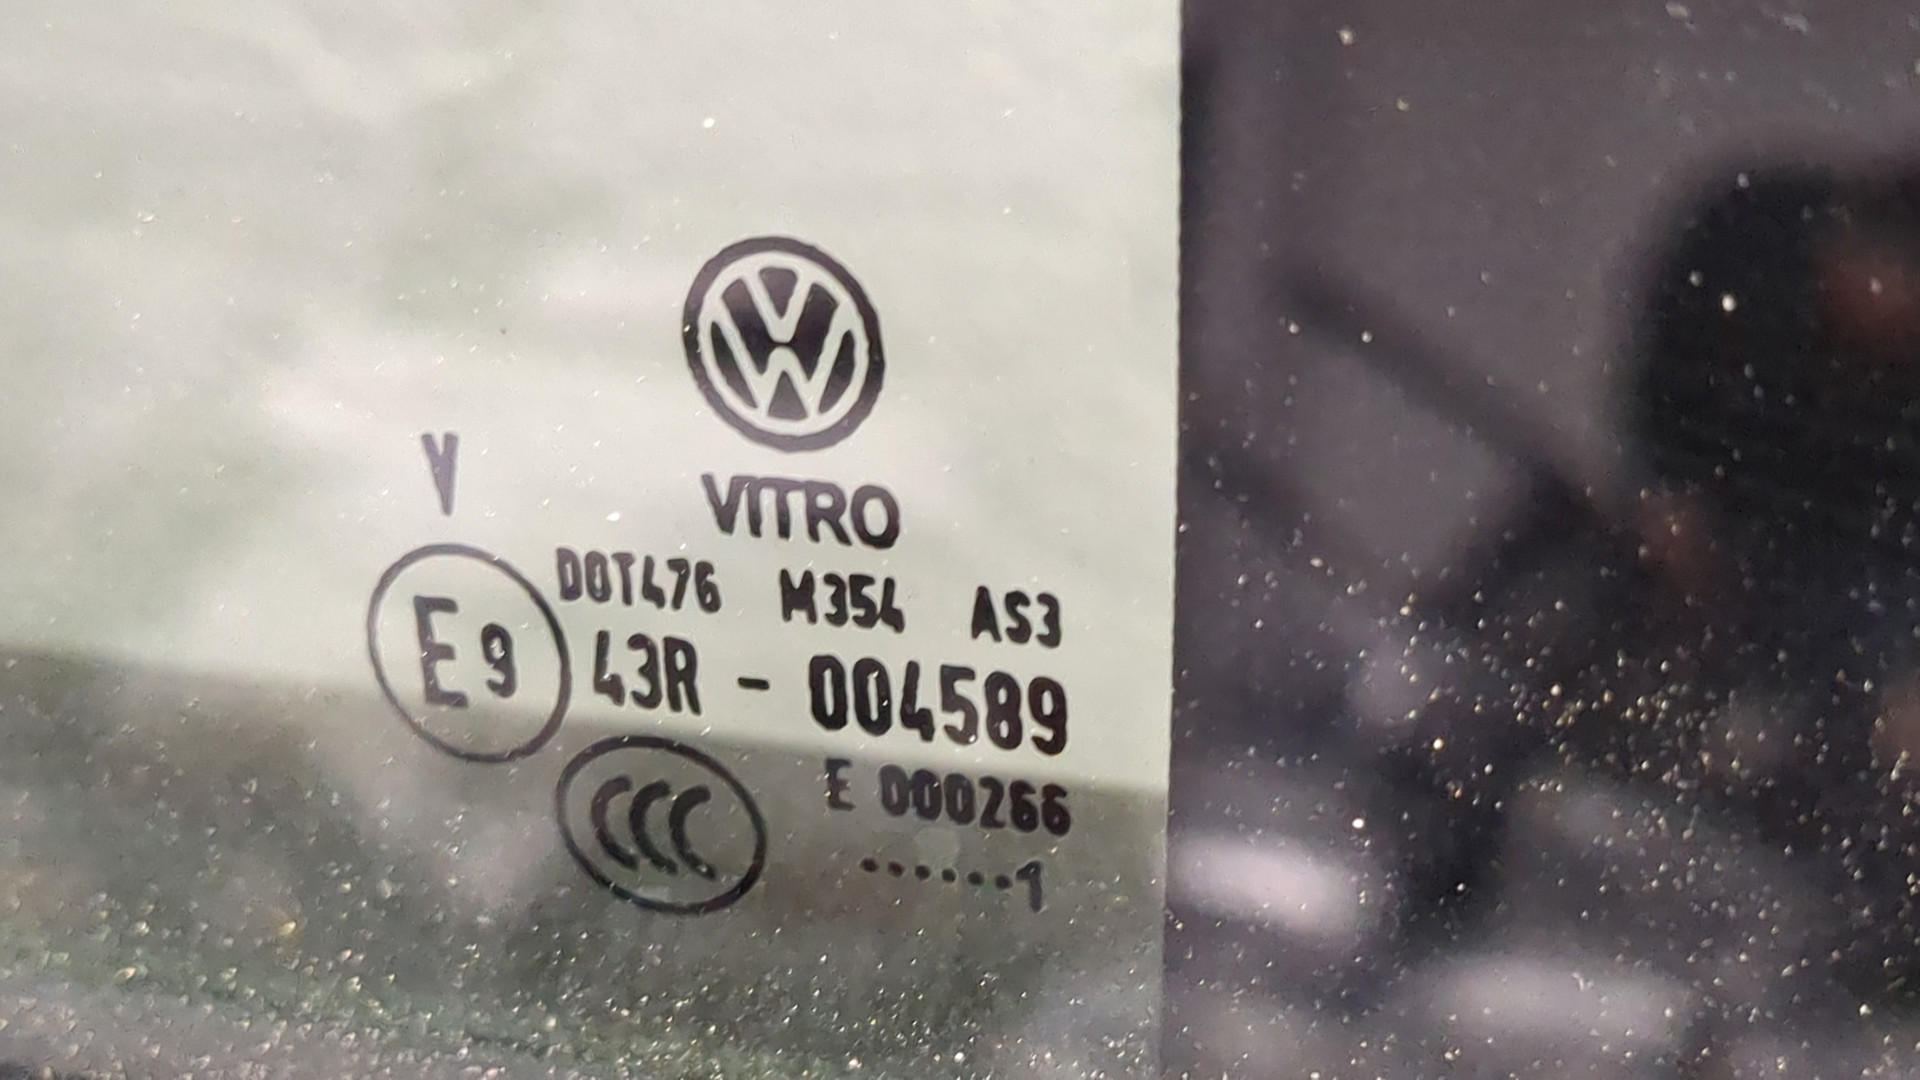 VITRO
V
DOT476 M354 AS3
E9 43R - 004589
CCC E 000266
......1